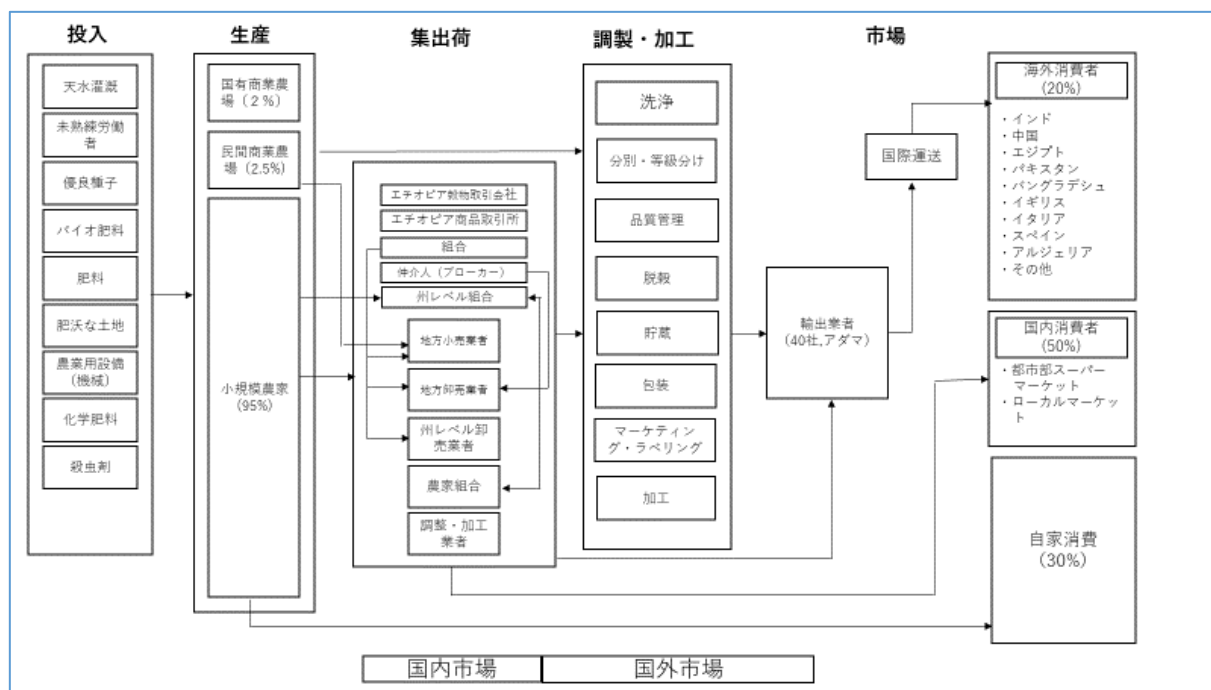 投入
生産
集出荷
調製・加工
市場
天水灌漑
未熟練労働
者
優良種子
バイオ肥料
肥料
肥沃な土地
農業用設備
(機械)
化学肥料
殺虫剤
国有商業農
場（２%）
民間商業農
場 (2.5%)
小規模農家
(95%)
エチオピア穀物取引会社
エチオピア商品取引所
組合
仲介人（ブローカー）
州レベル組合
地方小売業者
地方卸売業者
州レベル卸
売業者
農家組合
調整・加工
業者
洗浄
分別・等級分け
品質管理
脱穀
貯蔵
包装
マーケティン
グ・ラベリング
加工
輸出業者
(40社,アダマ)
国際運送
海外消費者
(20%)
・インド
・中国
・エジプト
・パキスタン
・バングラデシュ
・イギリス
・イタリア
・スペイン
・アルジェリア
・その他
国内消費者
(50%)
・都市部スーパー
マーケット
・ローカルマーケッ
ト
自家消費
(30%)
国内市場
国外市場